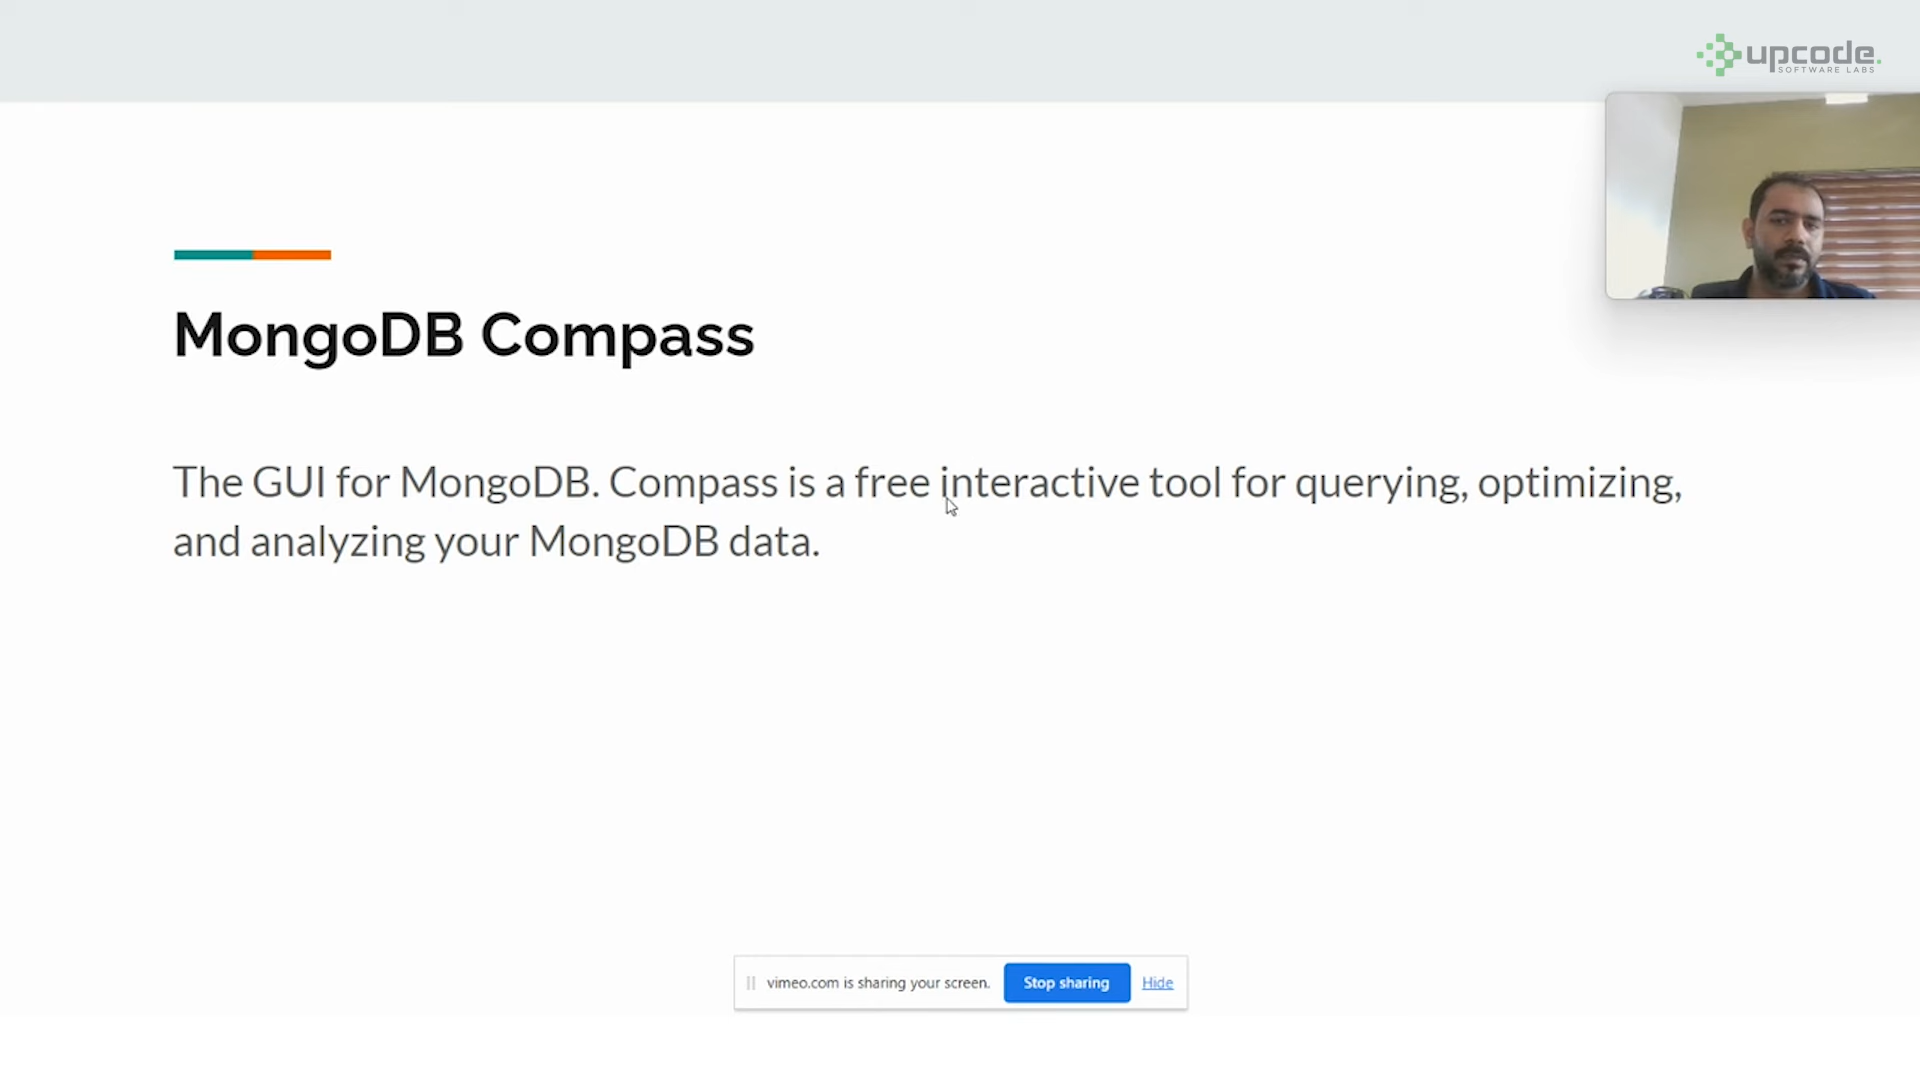 upcode.
SOFTWARE LABS
MongoDB Compass
The GUI for MongoDB. Compass is a free interactive tool for querying, optimizing,
and analyzing your MongoDB data.
vimeo.com is sharing your screen. Stop sharing Hide